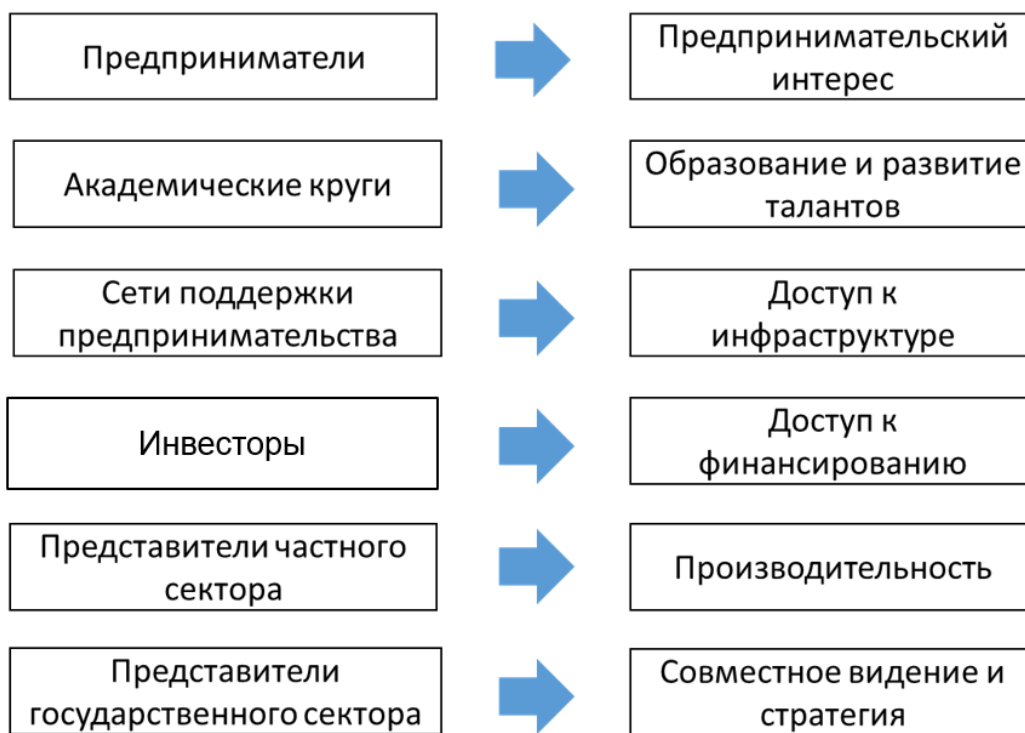 Предприниматели
Предпринимательский
интерес
Академические круги
Образование и развитие
талантов
Сети поддержки
предпринимательства
Доступ к
инфраструктуре
Инвесторы
Доступ к
финансированию
Представители частного
сектора
Производительность
Представители
государственного сектора
Совместное видение и
стратегия